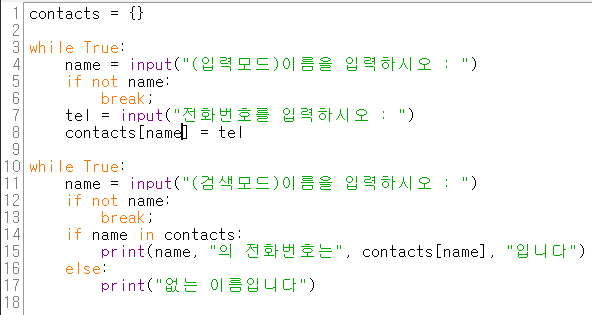 1 contacts = {}
2
3 while True:
4     name = input("(입력모드)이름을 입력하시오 : ")
5     if not name:
6         break;
7     tel = input("전화번호를 입력하시오 : ")
8     contacts[name] = tel
9
10 while True:
11     name = input("(검색모드)이름을 입력하시오 : ")
12     if not name:
13         break;
14     if name in contacts:
15         print(name, "의 전화번호는", contacts[name], "입니다")
16     else:
17         print("없는 이름입니다")
18